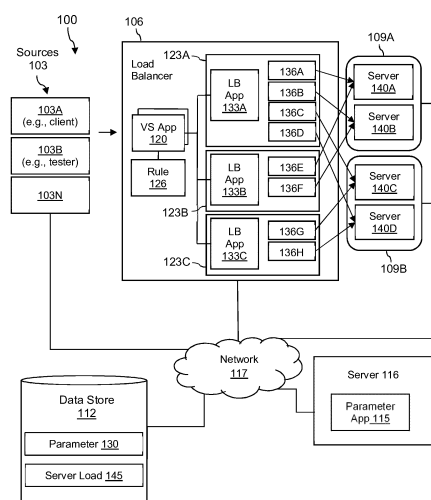 100
Sources
103
103A
(e.g., client)
103B
(e.g., tester)
103N
106
Load
Balancer
VS App
120
Rule
126
123A
LB
App
133A
136A
136B
136C
136D
123B
LB
App
133B
136E
136F
123C
LB
App
133C
136G
136H
109A
Server
140A
Server
140B
Server
140C
Server
140D
109B
Network
117
Data Store
112
Parameter 130
Server Load 145
Server 116
Parameter
App 115